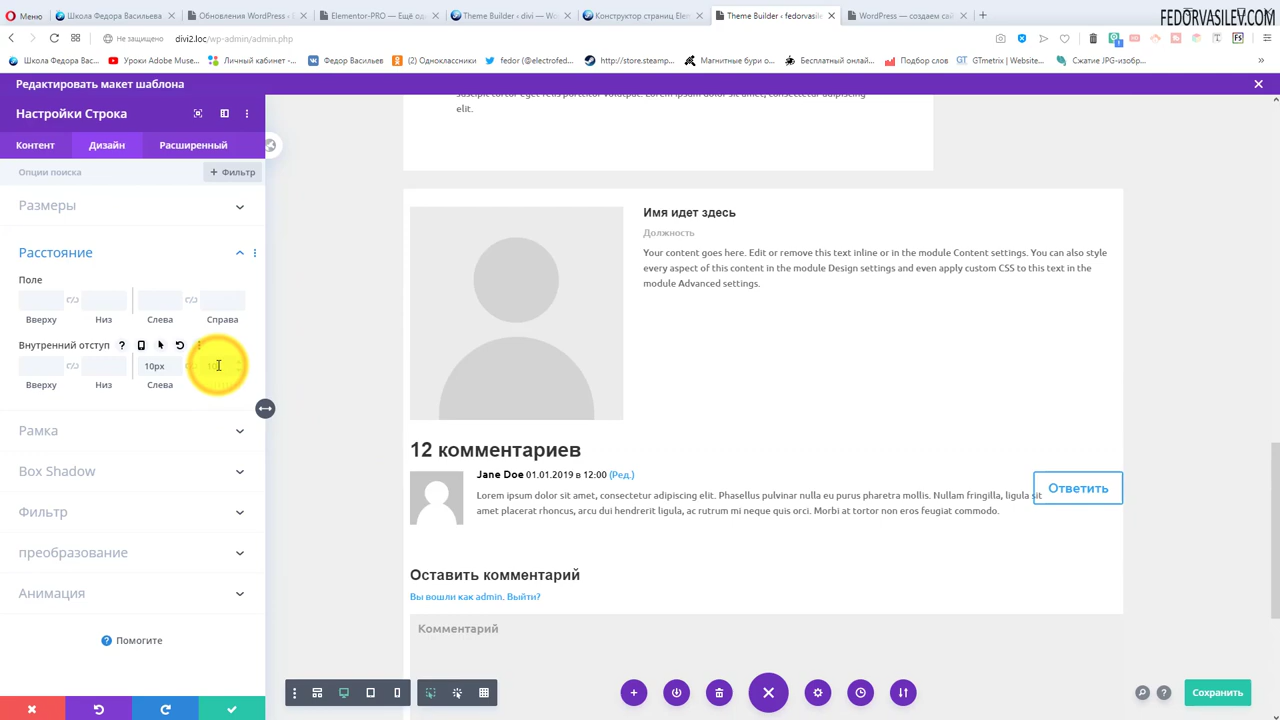 Меню
Школа Федора Васильева
Обновления WordPress
Elementor-PRO — Ещё од
Theme Builder ‹ divi — Wo
Конструктор страниц Elem
Theme Builder ‹ fedorvasile
WordPress — создаем сай
FEDORVASILEV.COM
Не защищено
divi2.loc/wp-admin/admin.php
Школа Федора Вас...
Уроки Adobe Muse...
Личный кабинет -...
Федор Васильев
(2) Одноклассники
fedor (@electrofed...
http://store.steamp...
Магнитные бури о...
Бесплатный онлай...
Подбор слов
GTmetrix | Website...
Сжатие JPG-изобр...
Редактировать макет шаблона
Настройки Строка
Контент
Дизайн
Расширенный
Опции поиска
+ Фильтр
Размеры
Расстояние
Поле
Вверху
Низ
Слева
Справа
Внутренний отступ
10px
Вверху
Низ
Слева
Рамка
Box Shadow
Фильтр
преобразование
Анимация
Помогите
elit.
Имя идет здесь
Должность
Your content goes here. Edit or remove this text inline or in the module Content settings. You can also style
every aspect of this content in the module Design settings and even apply custom CSS to this text in the
module Advanced settings.
12 комментариев
Jane Doe 01.01.2019 в 12:00 (Ред.)
Lorem ipsum dolor sit amet, consectetur adipiscing elit. Phasellus pulvinar nulla eu purus pharetra mollis. Nullam fringilla, ligula sit
amet placerat rhoncus, arcu dui hendrerit ligula, ac rutrum mi neque quis orci. Morbi at tortor non eros feugiat commodo.
Ответить
Оставить комментарий
Вы вошли как admin. Выйти?
Комментарий
Сохранить